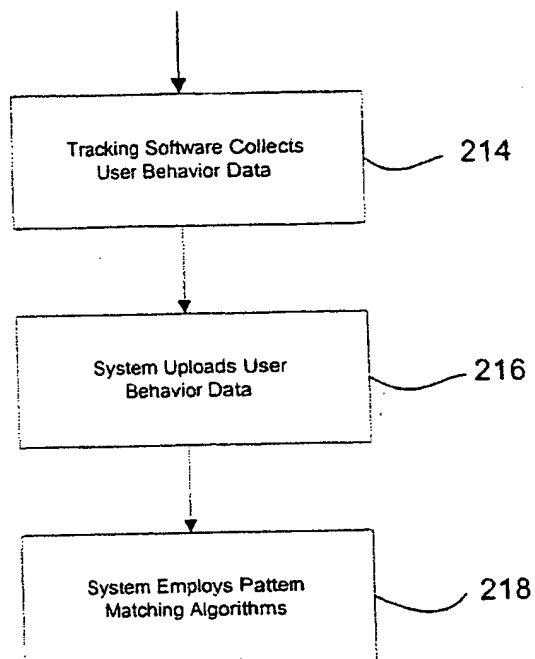 Tracking Software Collects
User Behavior Data
214
System Uploads User
Behavior Data
216
System Employs Pattern
Matching Algorithms
218